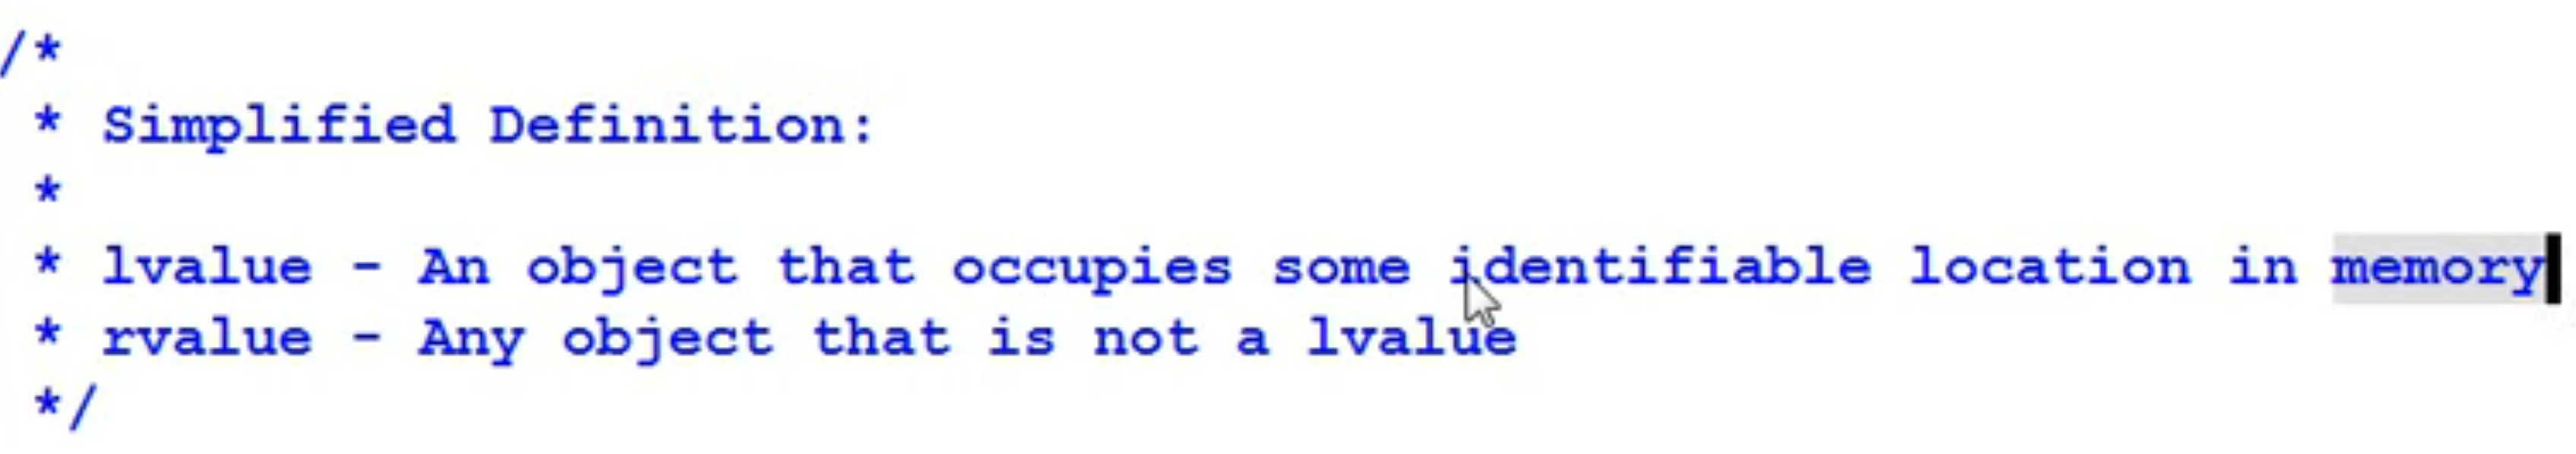 /*
 * Simplified Definition:
 *
 * lvalue - An object that occupies some identifiable location in memory
 * rvalue - Any object that is not a lvalue
 */